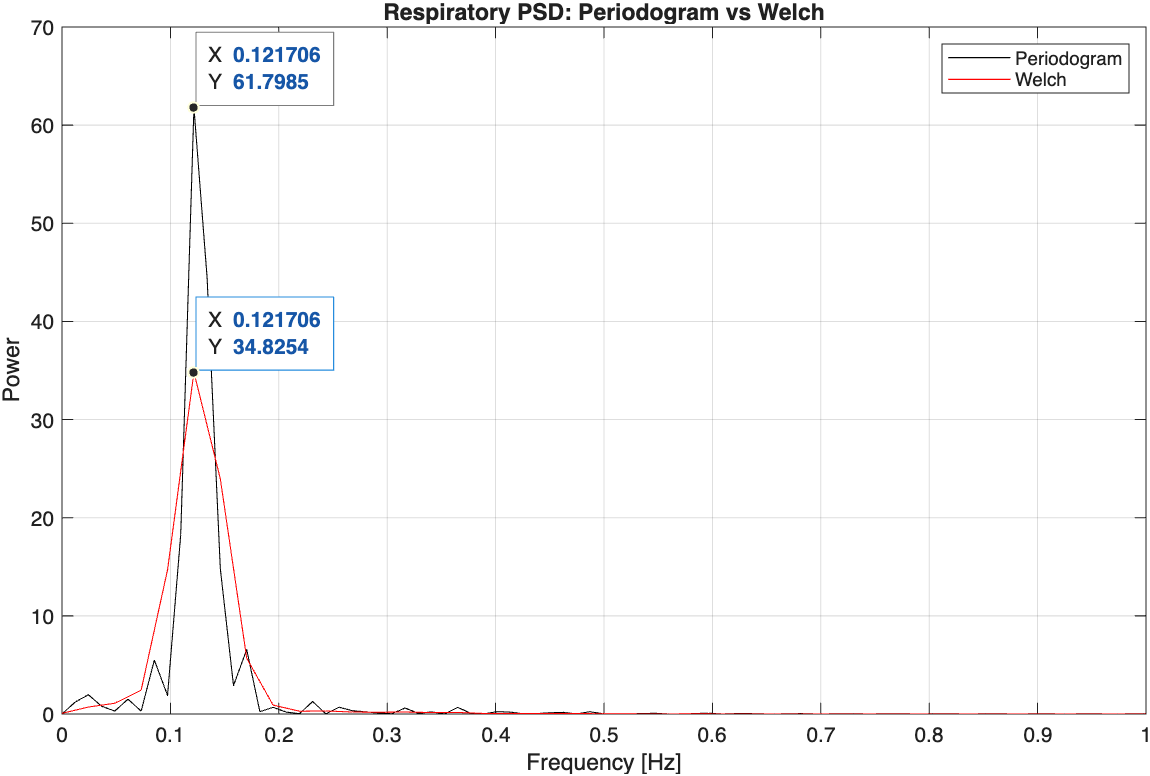 Respiratory PSD: Periodogram vs Welch
70
60
50
40
30
20
10
0
Power
X 0.121706
Y 61.7985
X 0.121706
Y 34.8254
Periodogram
Welch
0 0.1 0.2 0.3 0.4 0.5 0.6 0.7 0.8 0.9 1
Frequency [Hz]